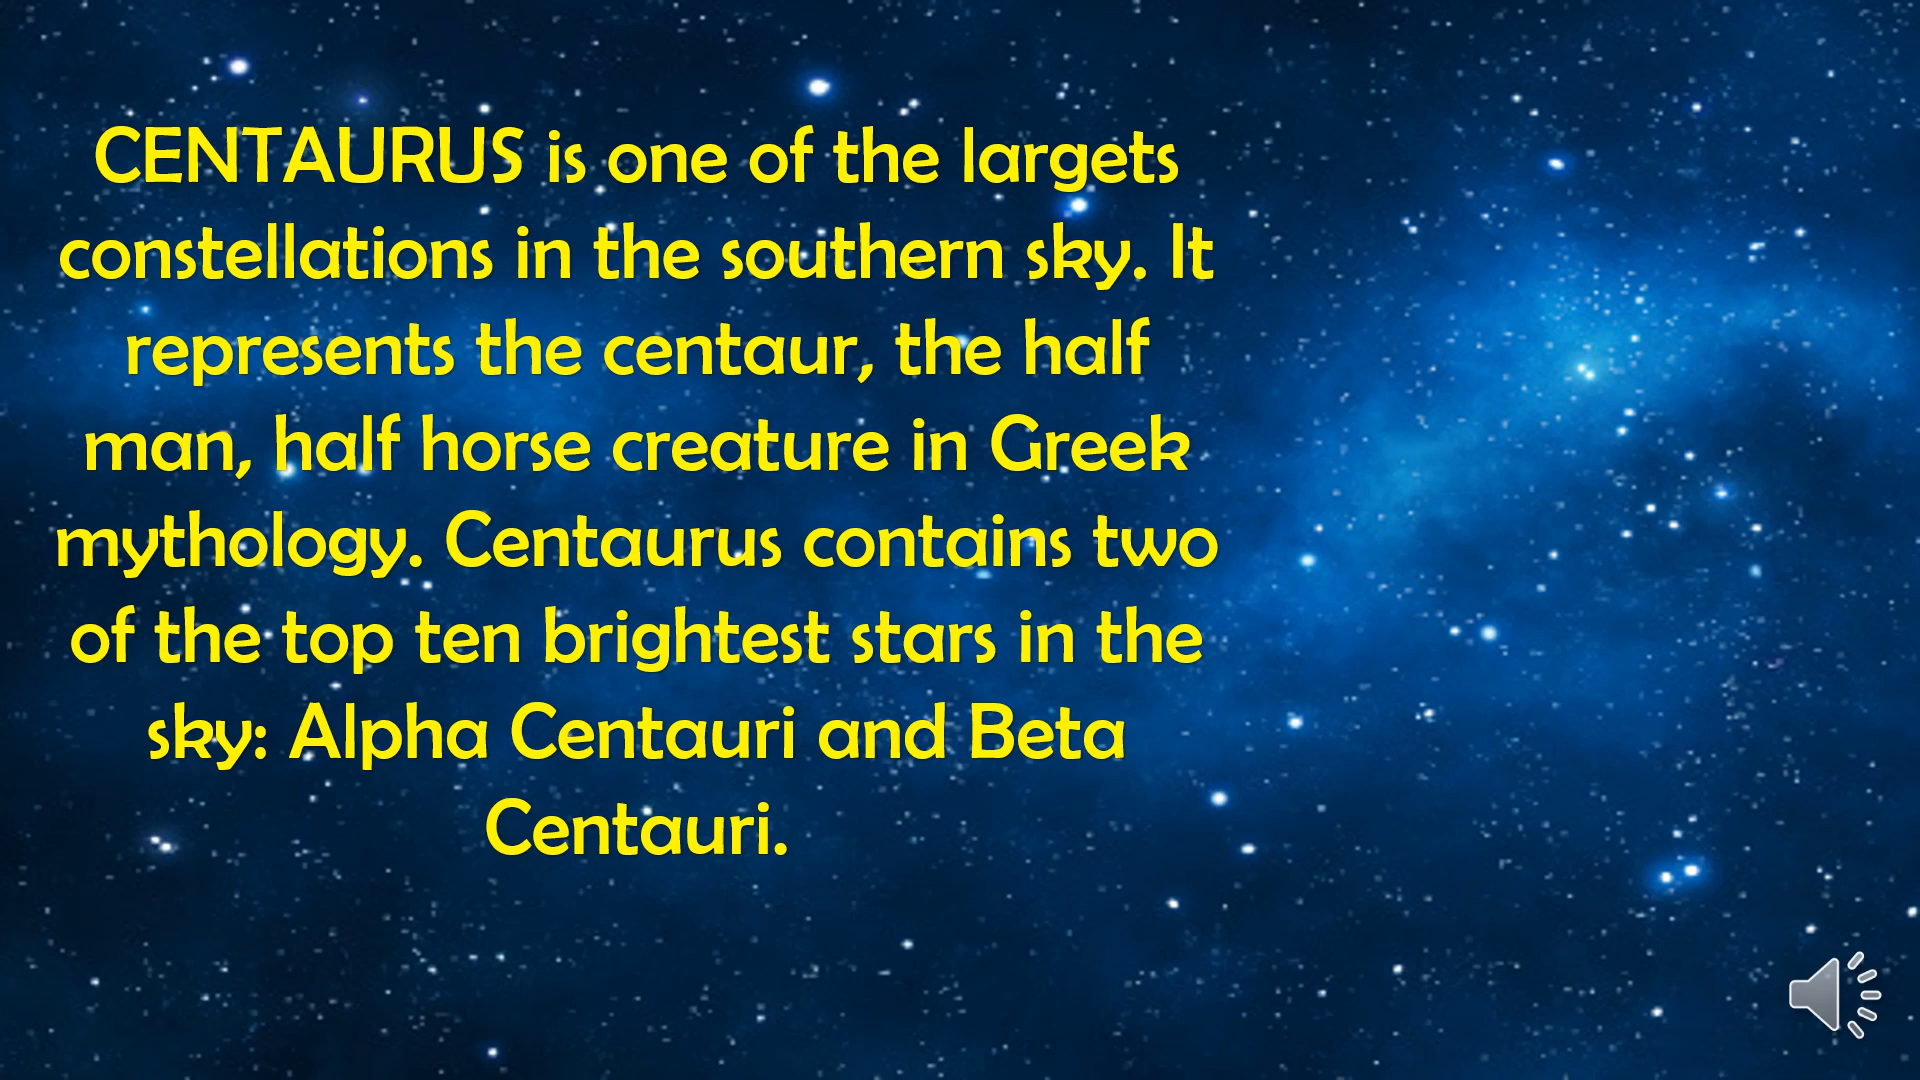 CENTAURUS is one of the largets
constellations in the southern sky. It
represents the centaur, the half
man, half horse creature in Greek
mythology. Centaurus contains two
of the top ten brightest stars in the
sky: Alpha Centauri and Beta
Centauri.